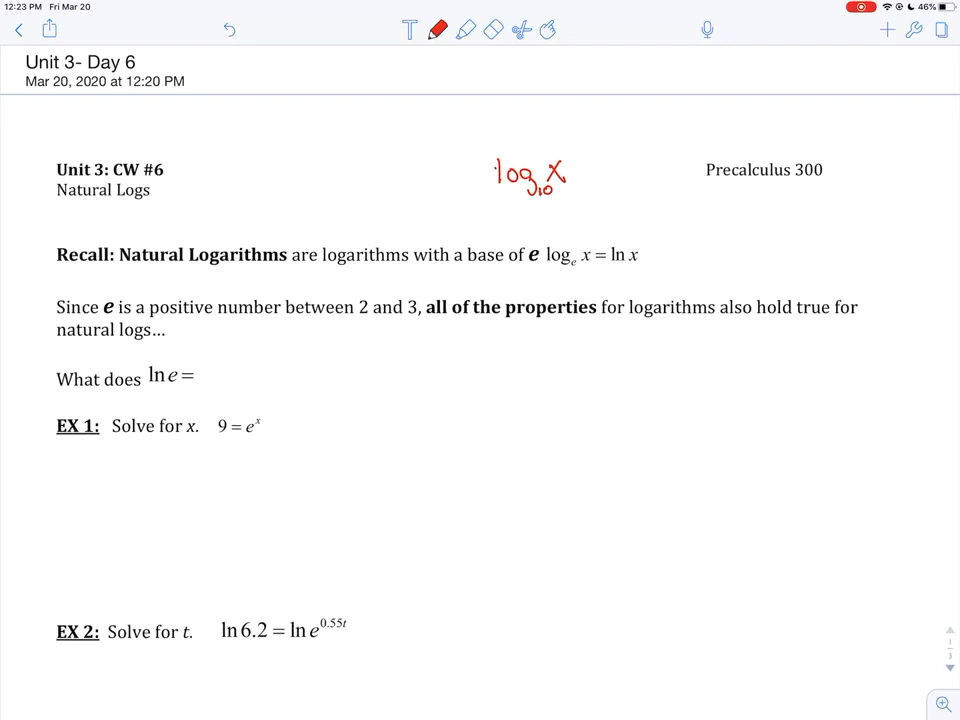 12:23 PM Fri Mar 20
46%
T
Unit 3- Day 6
Mar 20, 2020 at 12:20 PM
Unit 3: CW #6
log₁₀ x
Precalculus 300
Natural Logs
Recall: Natural Logarithms are logarithms with a base of e logₑ x = ln x
Since e is a positive number between 2 and 3, all of the properties for logarithms also hold true for
natural logs…
What does ln e =
EX 1: Solve for x. 9 = eˣ
EX 2: Solve for t. ln 6.2 = ln e^0.55t
1
3